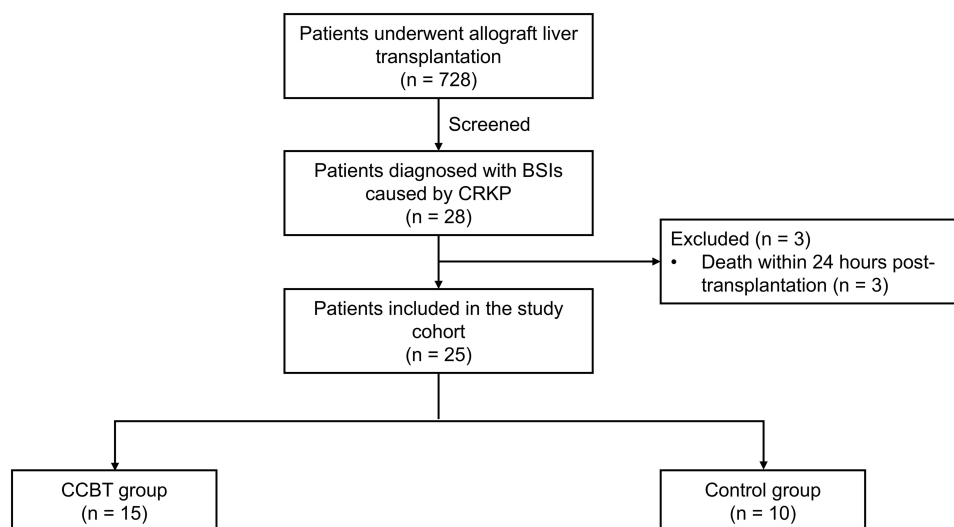 Patients underwent allograft liver
transplantation
(n = 728)
Screened
Patients diagnosed with BSIs
caused by CRKP
(n = 28)
Excluded (n = 3)
• Death within 24 hours post-
transplantation (n = 3)
Patients included in the study
cohort
(n = 25)
CCBT group
(n = 15)
Control group
(n = 10)